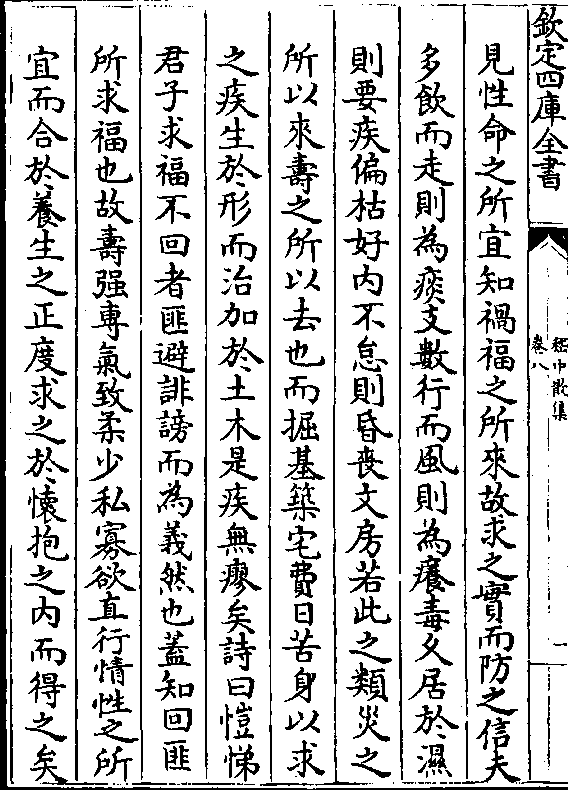 欽定四庫全書
嵇中散集
卷八
一
見性命之所宜知禍福之所來故求之實而防之信夫
多飲而走則為痰支數行而風則為癢毒久居於濕
則要疾偏枯好内不怠則昏喪文房若此之類災之
所以來壽之所以去也而掘基築宅費日苦身以求
之疾生於形而治加於土木是疾無瘳矣詩曰愷悌
君子求福不回者匪避誹謗而為義然也蓋知回匪
所求福也故壽强專氣致柔少私寡欲直行情性之所
宜而合於養生之正度求之於懷抱之内而得之矣